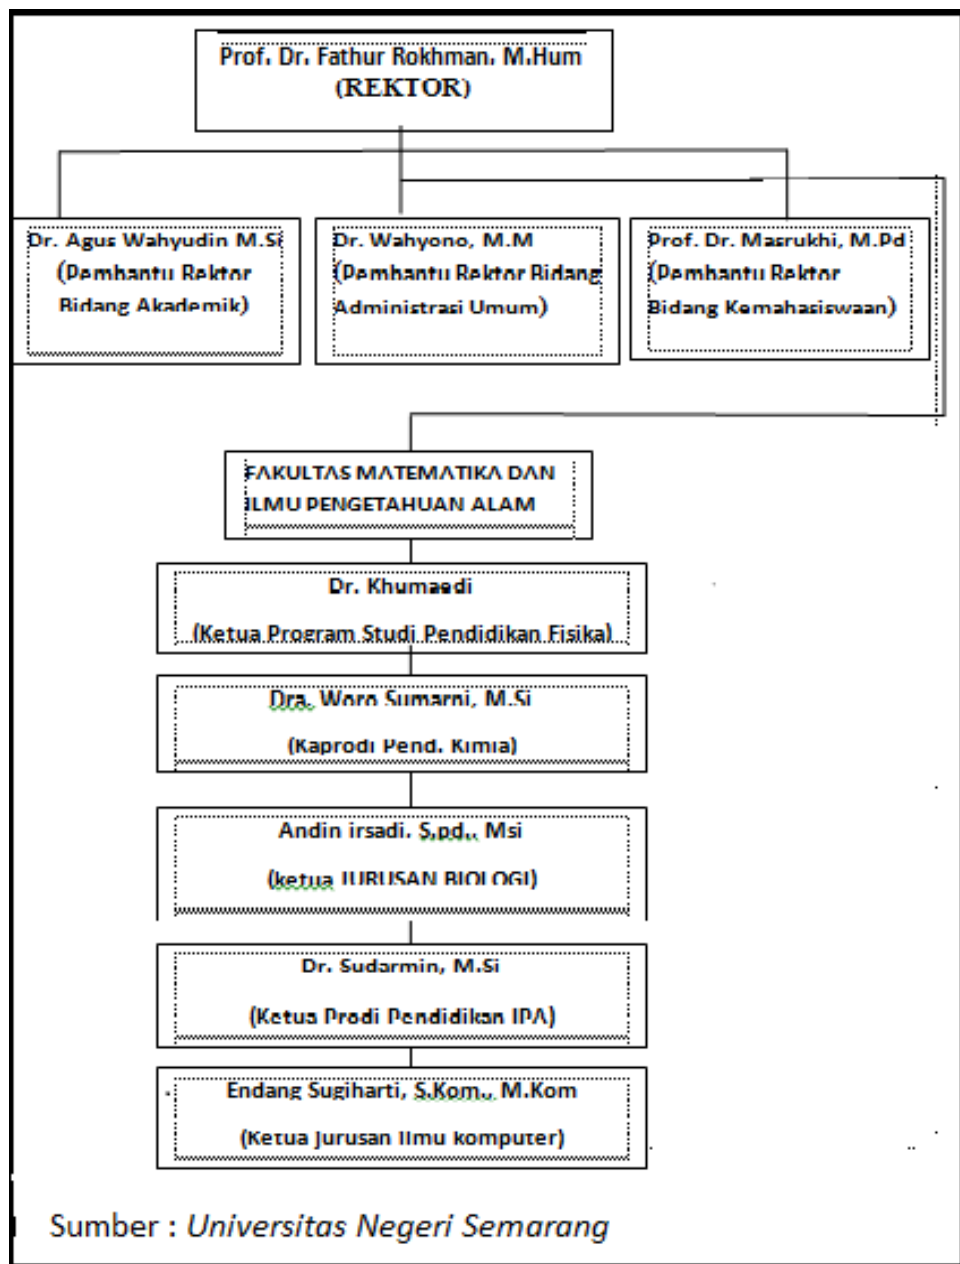 Prof. Dr. Fathur Rokhman, M.Hum
(REKTOR)
Dr. Agus Wahyudin M.Si
(Pembantu Rektor
Bidang Akademik)
Dr. Wahyono, M.M
(Pembantu Rektor Bidang
Administrasi Umum)
Prof. Dr. Masrukhi, M.Pd
(Pembantu Rektor
Bidang Kemahasiswaan)
FAKULTAS MATEMATIKA DAN
ILMU PENGETAHUAN ALAM
Dr. Khumaedi
(Ketua Program Studi Pendidikan Fisika)
Dra. Woro Sumarni, M.Si
(Kaprodi Pend. Kimia)
Andin irsadi. S.pd., Msi
(ketua JURUSAN BIOLOGI)
Dr. Sudarmin, M.Si
(Ketua Prodi Pendidikan IPA)
Endang Sugiharti, S.Kom., M.Kom
(Ketua Jurusan Ilmu komputer)
Sumber : Universitas Negeri Semarang